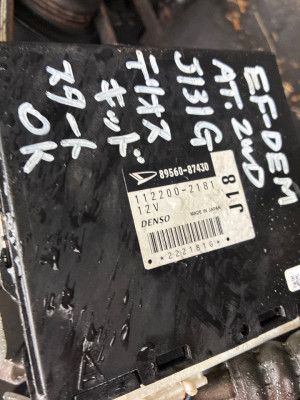 EF-DEM
AT. 2WD
J131G
テリオス
キッド
スタート
OK
89560-87430
112200-2181
12V
DENSO
MADE IN JAPAN
J18
*2221810*